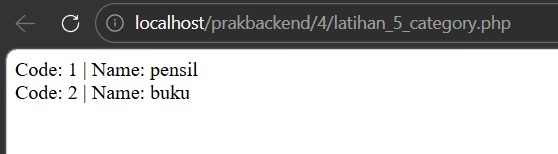 localhost/prakbackend/4/latihan_5_category.php
Code: 1 | Name: pensil
Code: 2 | Name: buku